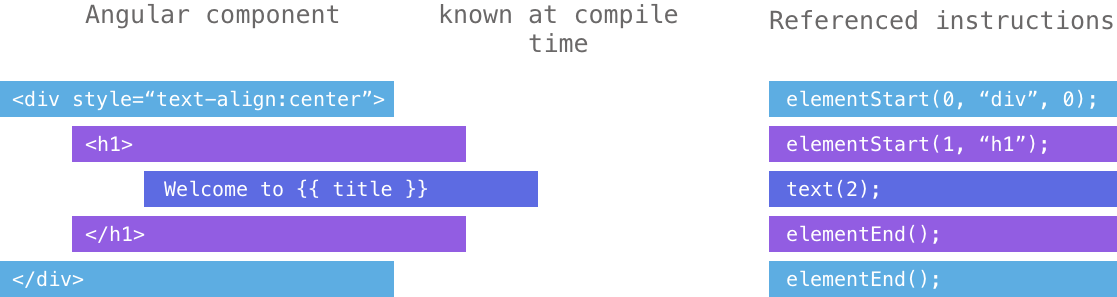 Angular component
known at compile
time
Referenced instructions
<div style=“text-align:center”>
elementStart(0, “div”, 0);
<h1>
elementStart(1, “h1”);
Welcome to {{ title }}
text(2);
</h1>
elementEnd();
</div>
elementEnd();